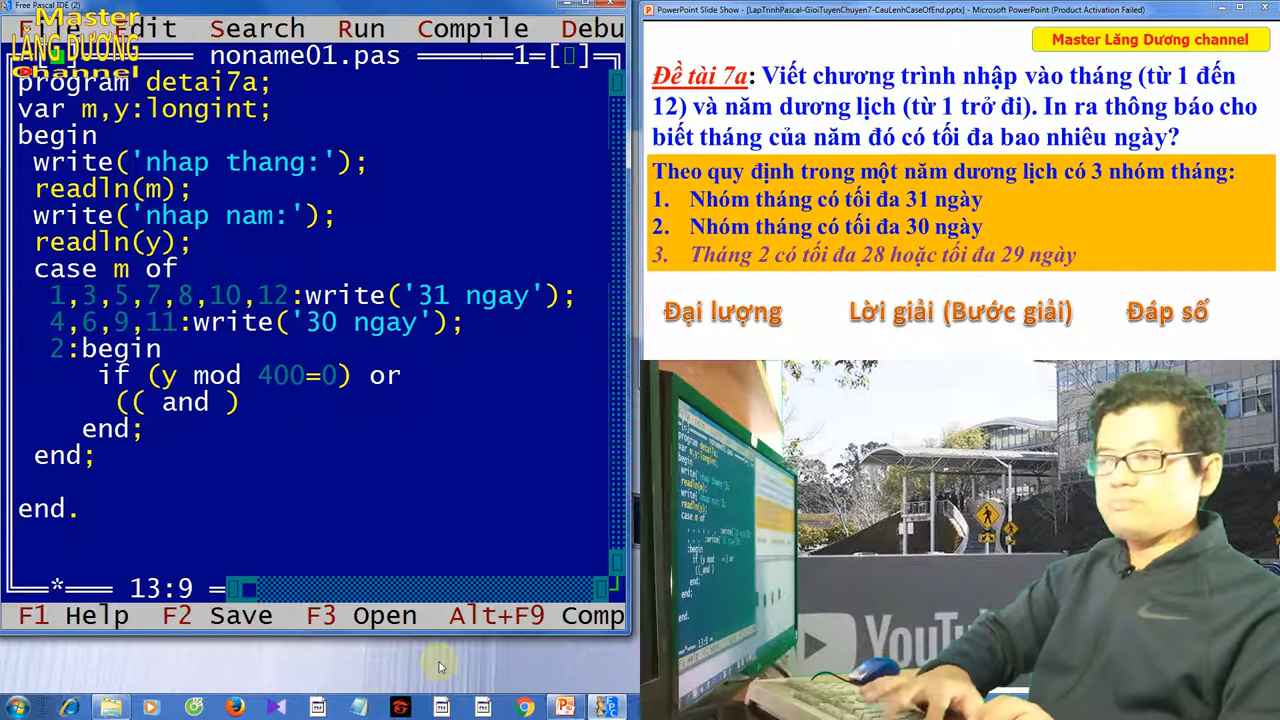 Free Pascal IDE (2)
File Edit Search Run Compile Debu
Master
LĂNG DƯƠNG
Channel
noname01.pas 1=[ ]
program detai7a;
var m,y:longint;
begin
write('nhap thang:');
readln(m);
write('nhap nam:');
readln(y);
case m of
1,3,5,7,8,10,12:write('31 ngay');
4,6,9,11:write('30 ngay');
2:begin
if (y mod 400=0) or
(( and )
end;
end;
end.
* 13:9
F1 Help F2 Save F3 Open Alt+F9 Comp
PowerPoint Slide Show - [LapTrinhPascal-GioiTuyenChuyen7-CauLenhCaseOfEnd.pptx] - Microsoft PowerPoint (Product Activation Failed)
Master Lăng Dương channel
Đề tài 7a: Viết chương trình nhập vào tháng (từ 1 đến
12) và năm dương lịch (từ 1 trở đi). In ra thông báo cho
biết tháng của năm đó có tối đa bao nhiêu ngày?
Theo quy định trong một năm dương lịch có 3 nhóm tháng:
1. Nhóm tháng có tối đa 31 ngày
2. Nhóm tháng có tối đa 30 ngày
3. Tháng 2 có tối đa 28 hoặc tối đa 29 ngày
Đại lượng Lời giải (Bước giải) Đáp số
YouTu